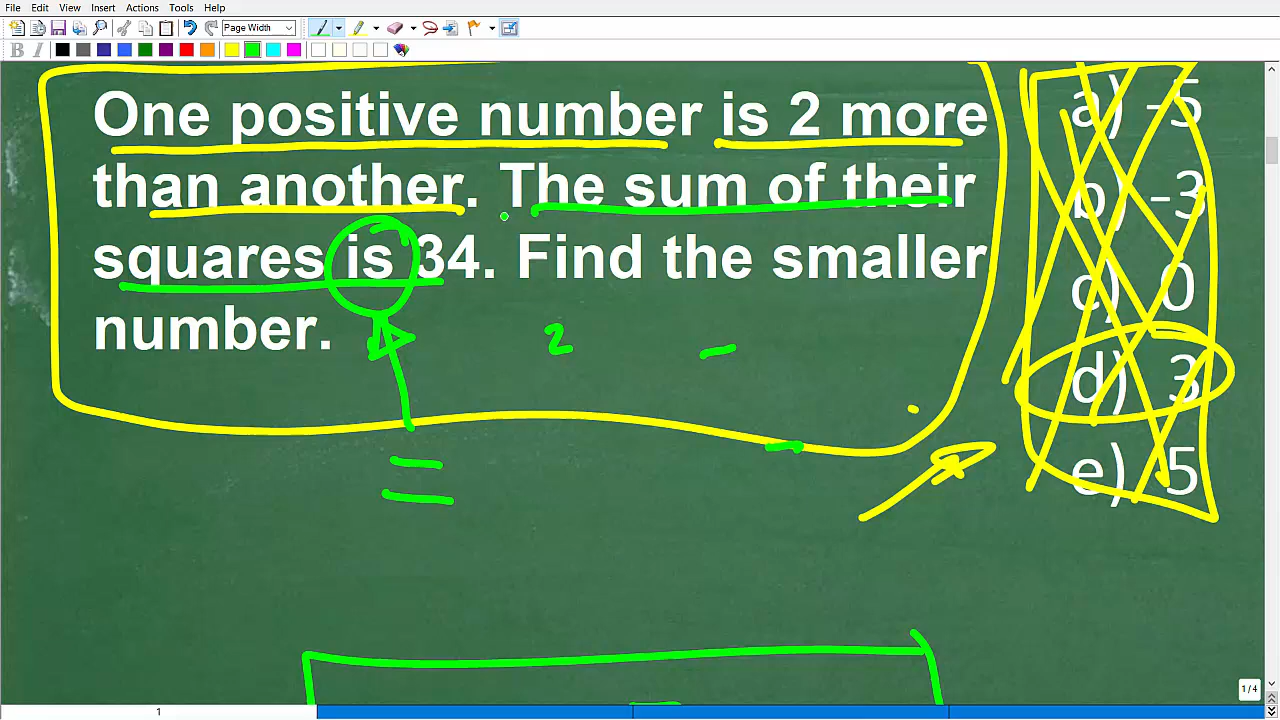 File Edit View Insert Actions Tools Help
Page Width
B I
One positive number is 2 more
than another. The sum of their
squares is 34. Find the smaller
number.
2 -
=
a) -5
b) -3
c) 0
d) 3
e) 5
1/4
1